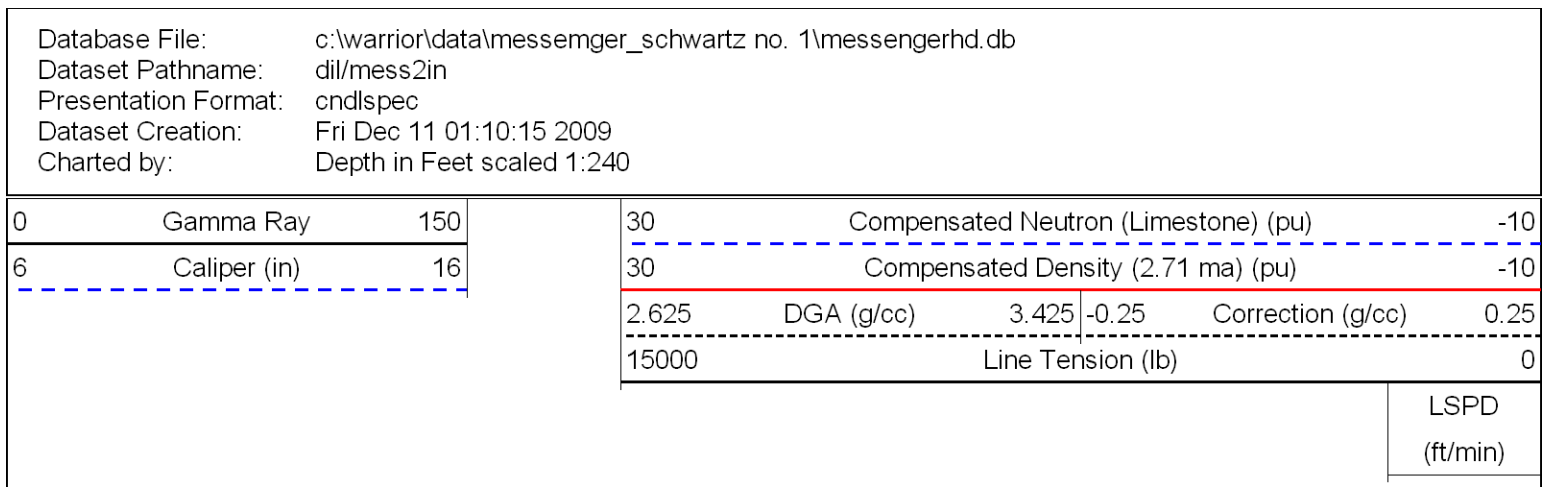 Database File: c:\warrior\data\messemger_schwartz no. 1\messengerhd.db
Dataset Pathname: dil/mess2in
Presentation Format: cndlspec
Dataset Creation: Fri Dec 11 01:10:15 2009
Charted by: Depth in Feet scaled 1:240
0 Gamma Ray 150 30 Compensated Neutron (Limestone) (pu) -10
6 Caliper (in) 16 30 Compensated Density (2.71 ma) (pu) -10
2.625 DGA (g/cc) 3.425 -0.25 Correction (g/cc) 0.25
15000 Line Tension (lb) 0
LSPD
(ft/min)